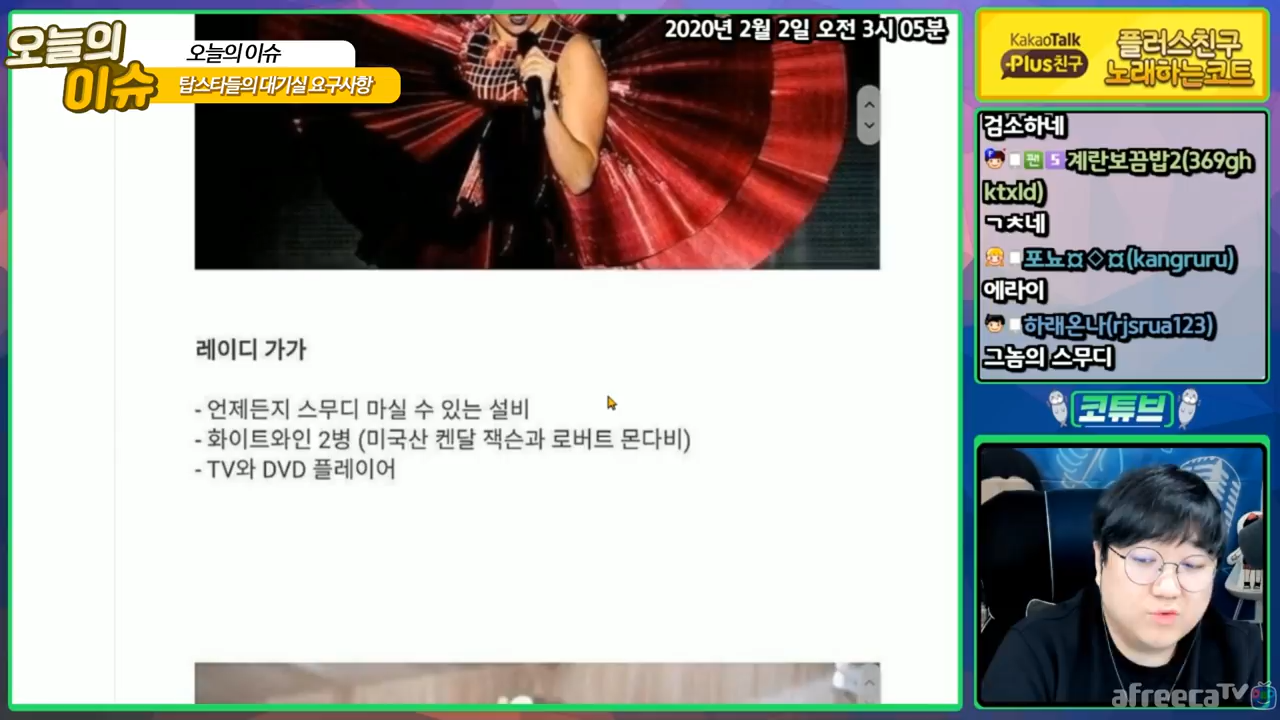 오늘의
이슈
오늘의 이슈
탑스타들의 대기실 요구사항
2020년 2월 2일 오전 3시 05분
레이디 가가
- 언제든지 스무디 마실 수 있는 설비
- 화이트와인 2병 (미국산 켄달 잭슨과 로버트 몬다비)
- TV와 DVD 플레이어
KakaoTalk
Plus친구
플러스친구
노래하는코트
검소하네
팬 5 계란보끔밥2(369gh
ktxld)
ㄱㅊ네
포뇨¤◇¤(kangruru)
에라이
하래온나(rjsrua123)
그놈의 스무디
코튜브
afreecaTV